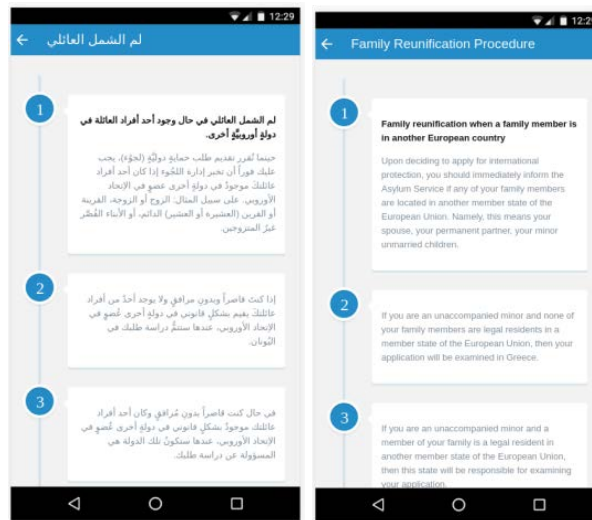 12:29
لم الشمل العائلي
1
لم الشمل العائلي في حال وجود أحد أفراد العائلة في
دولةٍ أوروبيَّةٍ أخرى.
حينما تُقرر تقديم طلب حمايةٍ دوليَّةٍ (لجوْء)، يجب
عليك فوراً أن تخبر إدارة اللجُوء إذا كان أحد أفراد
عائلتكَ موجودٌ في دولةٍ أخرى عضوٍ في الإتحاد
الأوروبي. على سبيل المثال: الزوج أو الزوجة، القرينة
أو القرين (العشيرة أو العشير) الدائم، أو الأبناء القُصَّر
غيرُ المتزوجين.
2
إذا كنتَ قاصراً وبدونِ مرافقٍ ولا يوجد أحدٌ من أفراد
عائلتكَ يقيم بشكلٍ قانوني في دولةٍ أخرى عُضوٍ في
الإتحاد الأوروبي، عندها ستتمُّ دراسة طلبك في
اليُونان.
3
في حال كنت قاصراً بدونِ مُرافقٍ وكان أحد أفراد
عائلتك موجودٌ بشكلٍ قانوني في دولةٍ أخرى عُضوٍ في
الإتحاد الأوروبي، عندها ستكونُ تلك الدولة هي
المسؤولة عن دراسة طلبك.
12:29
Family Reunification Procedure
1
Family reunification when a family member is
in another European country
Upon deciding to apply for international
protection, you should immediately inform the
Asylum Service if any of your family members
are located in another member state of the
European Union. Namely, this means your
spouse, your permanent partner, your minor
unmarried children.
2
If you are an unaccompanied minor and none of
your family members are legal residents in a
member state of the European Union, then your
application will be examined in Greece.
3
If you are an unaccompanied minor and a
member of your family is a legal resident in
another member state of the European Union,
then this state will be responsible for examining
your application.